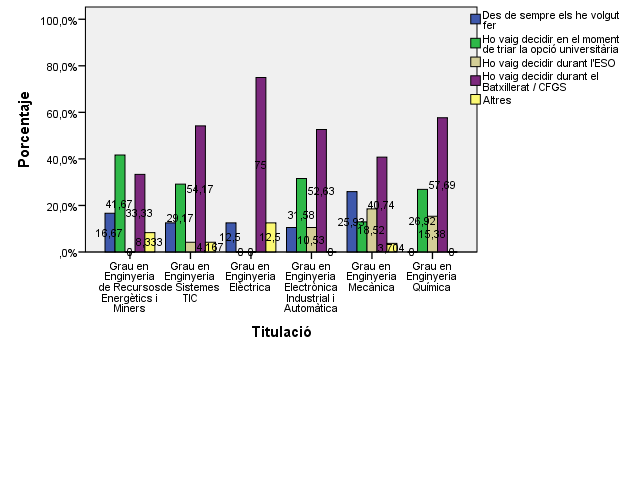 100,0%
80,0%
60,0%
40,0%
20,0%
,0%
Porcentaje
16,67
41,67
0
33,33
8,333
29,17
54,17
4,167
12,5
0
0
75
12,5
31,58
10,53
52,63
0
25,93
18,52
40,74
3,704
0
26,92
15,38
57,69
0
Grau en
Enginyeria
de Recursos
Energètics i
Miners
Grau en
Enginyeria
de Sistemes
TIC
Grau en
Enginyeria
Elèctrica
Grau en
Enginyeria
Electrònica
Industrial i
Automàtica
Grau en
Enginyeria
Mecànica
Grau en
Enginyeria
Química
Titulació
Des de sempre els he volgut
fer
Ho vaig decidir en el moment
de triar la opció universitària
Ho vaig decidir durant l'ESO
Ho vaig decidir durant el
Batxillerat / CFGS
Altres